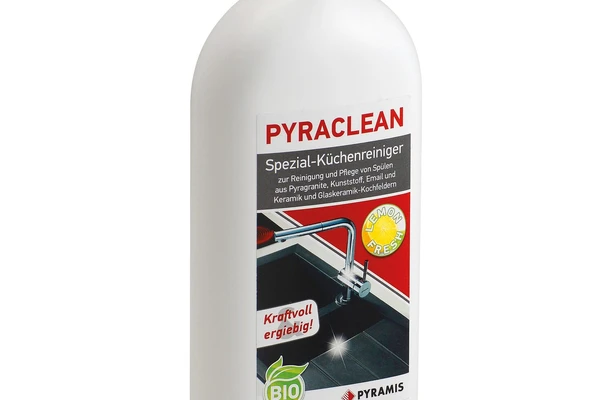 PYRACLEAN
Spezial-Küchenreiniger
zur Reinigung und Pflege von Spülen
aus Pyragranite, Kunststoff, Email und
Keramik und Glaskeramik-Kochfeldern
LEMON
FRESH
Kraftvoll
ergiebig!
BIO
PYRAMIS